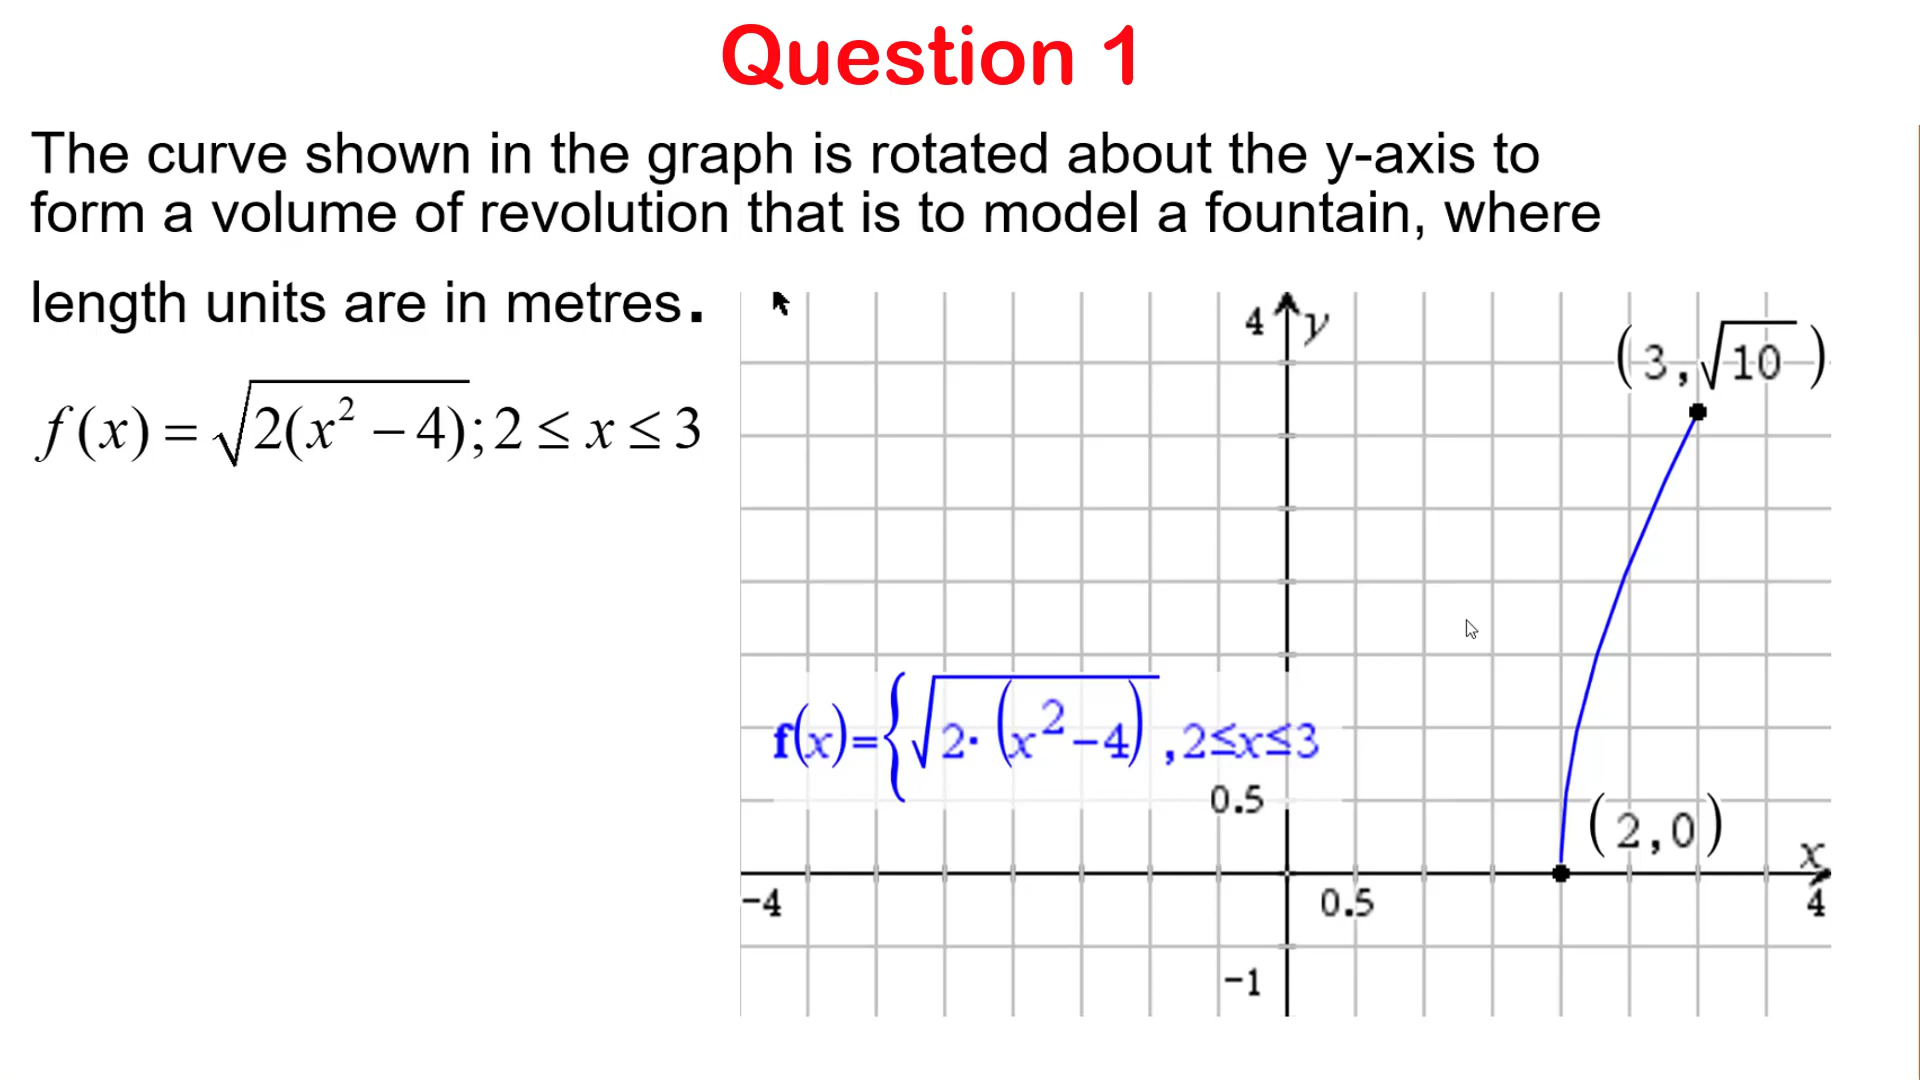 Question 1
The curve shown in the graph is rotated about the y-axis to
form a volume of revolution that is to model a fountain, where
length units are in metres.
f(x) = √(2(x² − 4)); 2 ≤ x ≤ 3
4 y
(3,√10)
f(x)={√(2·(x²−4)) ,2≤x≤3
0.5
(2,0)
x
−4
0.5
4
−1